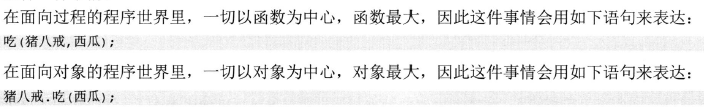 在面向过程的程序世界里，一切以函数为中心，函数最大，因此这件事情会用如下语句来表达：
吃(猪八戒,西瓜);
在面向对象的程序世界里，一切以对象为中心，对象最大，因此这件事情会用如下语句来表达：
猪八戒.吃(西瓜);